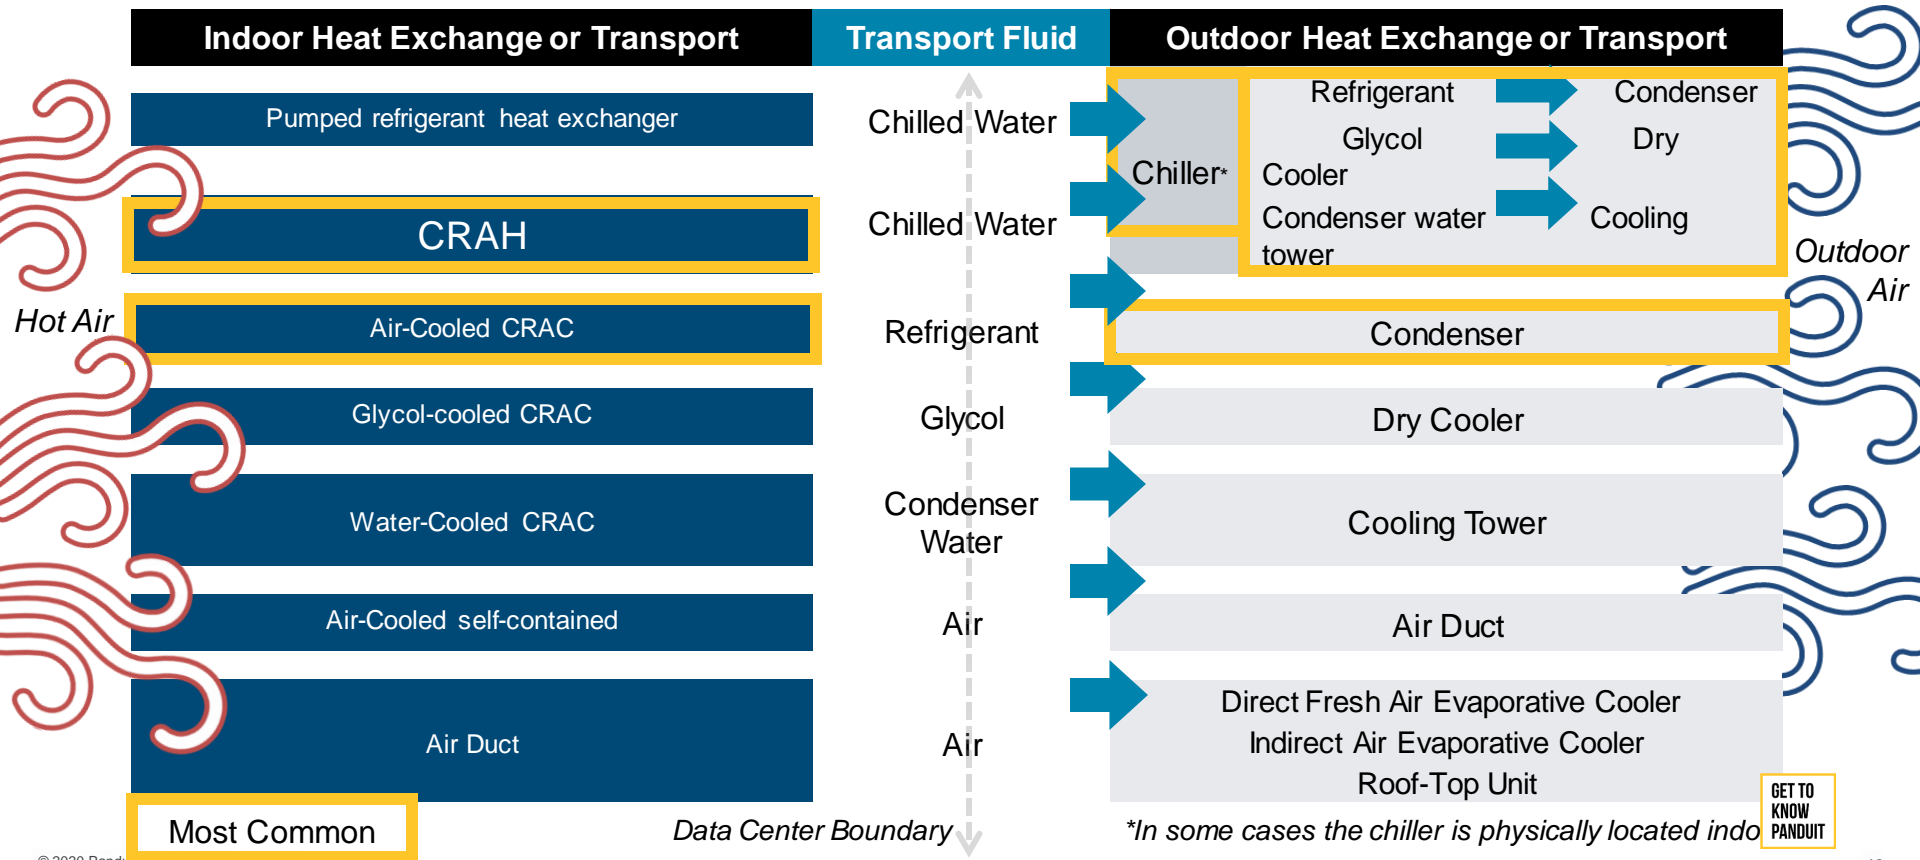 Indoor Heat Exchange or Transport
Transport Fluid
Outdoor Heat Exchange or Transport
Pumped refrigerant heat exchanger
Chilled Water
Chiller*
Refrigerant
Condenser
Glycol
Dry
Cooler
Condenser water
Cooling
tower
CRAH
Chilled Water
Hot Air
Outdoor
Air
Air-Cooled CRAC
Refrigerant
Condenser
Glycol-cooled CRAC
Glycol
Dry Cooler
Water-Cooled CRAC
Condenser
Water
Cooling Tower
Air-Cooled self-contained
Air
Air Duct
Air Duct
Air
Direct Fresh Air Evaporative Cooler
Indirect Air Evaporative Cooler
Roof-Top Unit
Most Common
Data Center Boundary
*In some cases the chiller is physically located indo
GET TO
KNOW
PANDUIT